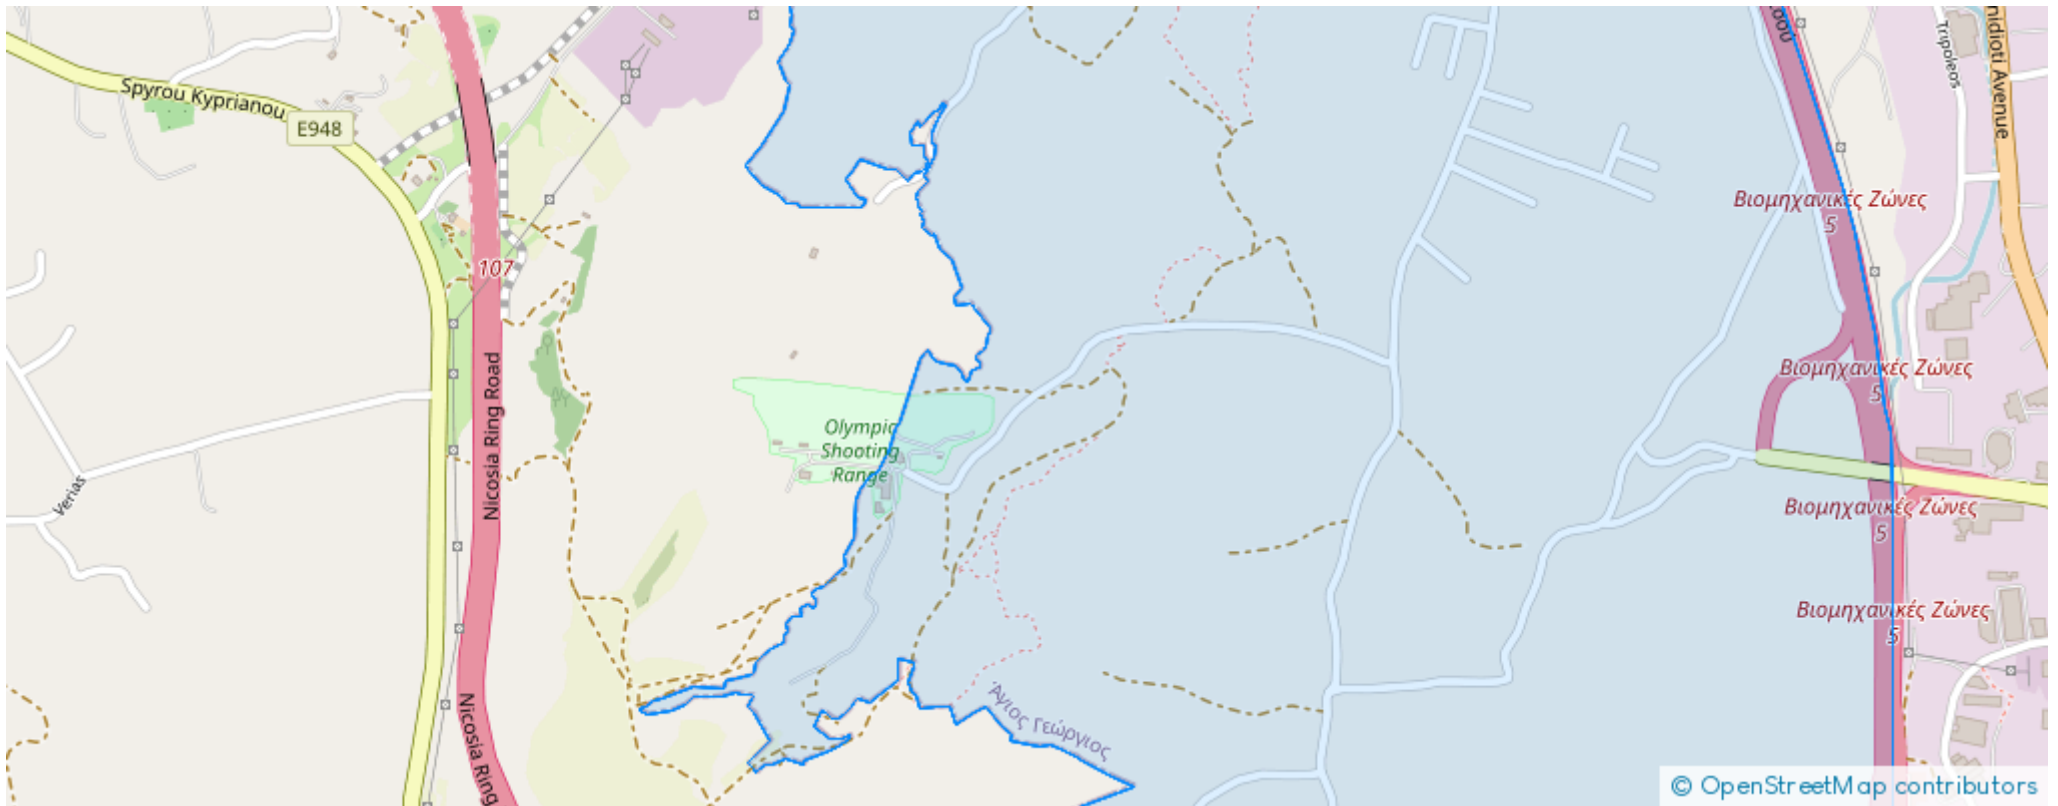 Spyrou Kyprianou
E948
107
Nicosia Ring Road
Nicosia Ring
Verias
Olympic
Shooting
Range
Άγιος Γεώργιος
Tripoleos
nidioti Avenue
Βιομηχανικές Ζώνες
5
Βιομηχανικές Ζώνες
5
Βιομηχανικές Ζώνες
5
Βιομηχανικές Ζώνες
5
© OpenStreetMap contributors